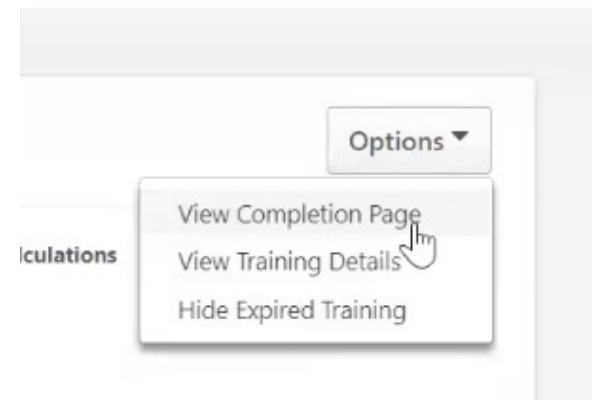 Options
View Completion Page
lculations
View Training Details
Hide Expired Training